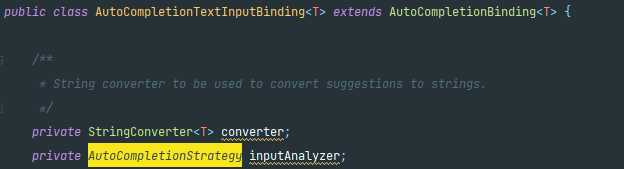 public class AutoCompletionTextInputBinding<T> extends AutoCompletionBinding<T> {
/**
* String converter to be used to convert suggestions to strings.
*/
private StringConverter<T> converter;
private AutoCompletionStrategy inputAnalyzer;